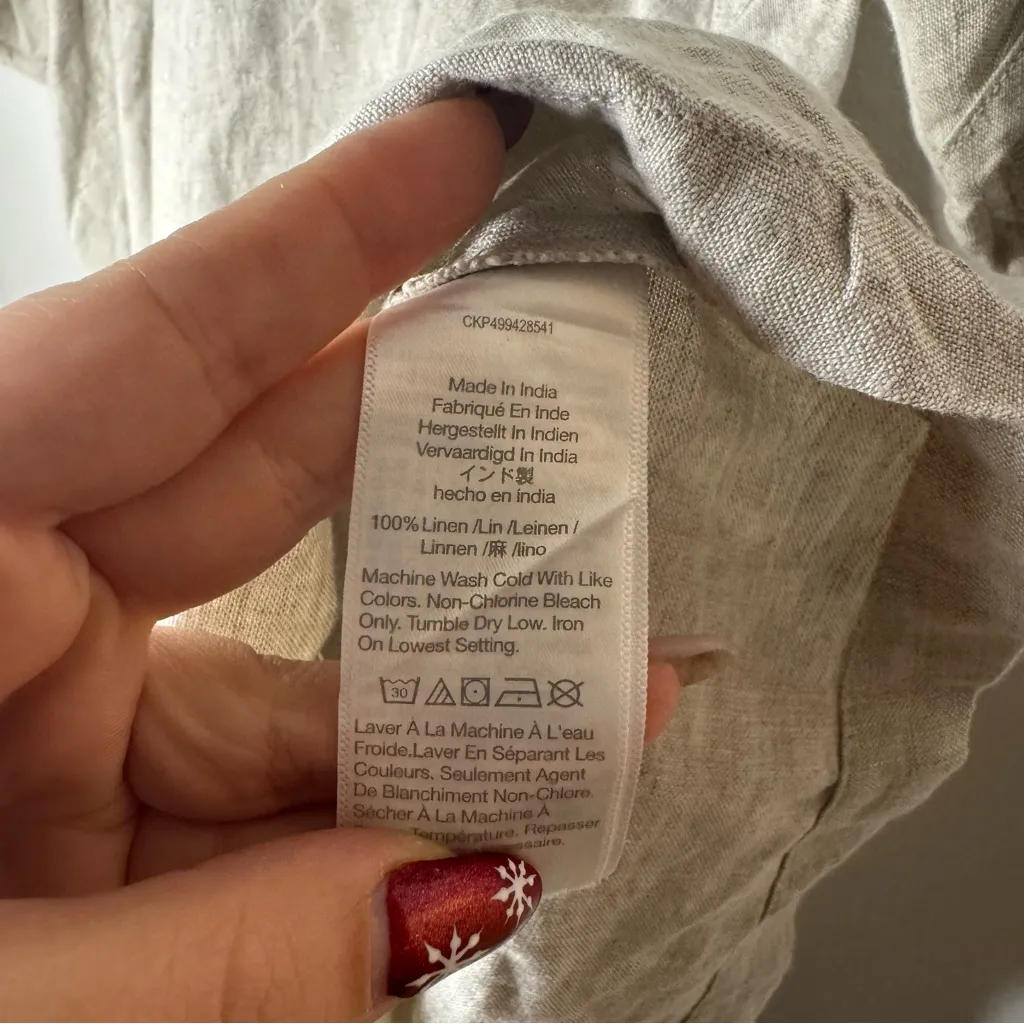 CKP499428541
Made In India
Fabriqué En Inde
Hergestellt In Indien
Vervaardigd In India
インド製
hecho en índia
100% Linen /Lin /Leinen /
Linnen /麻 /lino
Machine Wash Cold With Like
Colors. Non-Chlorine Bleach
Only. Tumble Dry Low. Iron
On Lowest Setting.
30
Laver À La Machine À L'eau
Froide.Laver En Séparant Les
Couleurs. Seulement Agent
De Blanchiment Non-Chlore.
Sécher À La Machine À
Température. Repasser